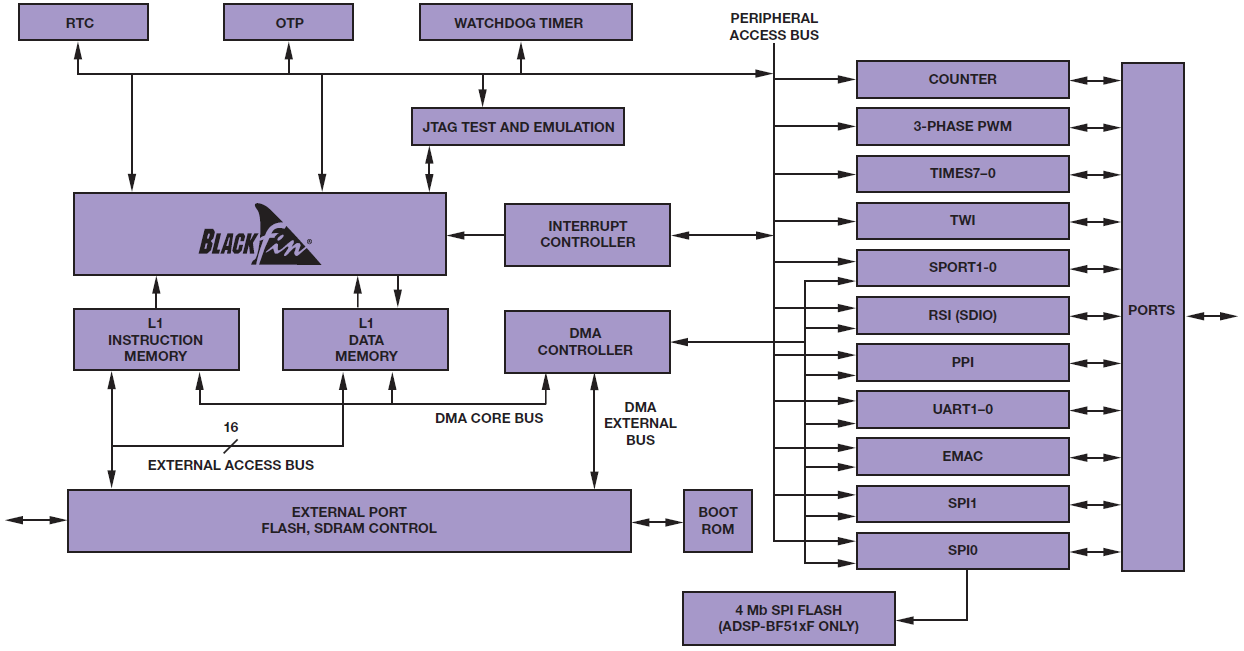 RTC
OTP
WATCHDOG TIMER
PERIPHERAL
ACCESS BUS
JTAG TEST AND EMULATION
BLACKfin®
INTERRUPT
CONTROLLER
L1
INSTRUCTION
MEMORY
L1
DATA
MEMORY
DMA
CONTROLLER
DMA CORE BUS
DMA
EXTERNAL
BUS
16
EXTERNAL ACCESS BUS
EXTERNAL PORT
FLASH, SDRAM CONTROL
BOOT
ROM
COUNTER
3-PHASE PWM
TIMES7–0
TWI
SPORT1-0
RSI (SDIO)
PPI
UART1–0
EMAC
SPI1
SPI0
PORTS
4 Mb SPI FLASH
(ADSP-BF51xF ONLY)